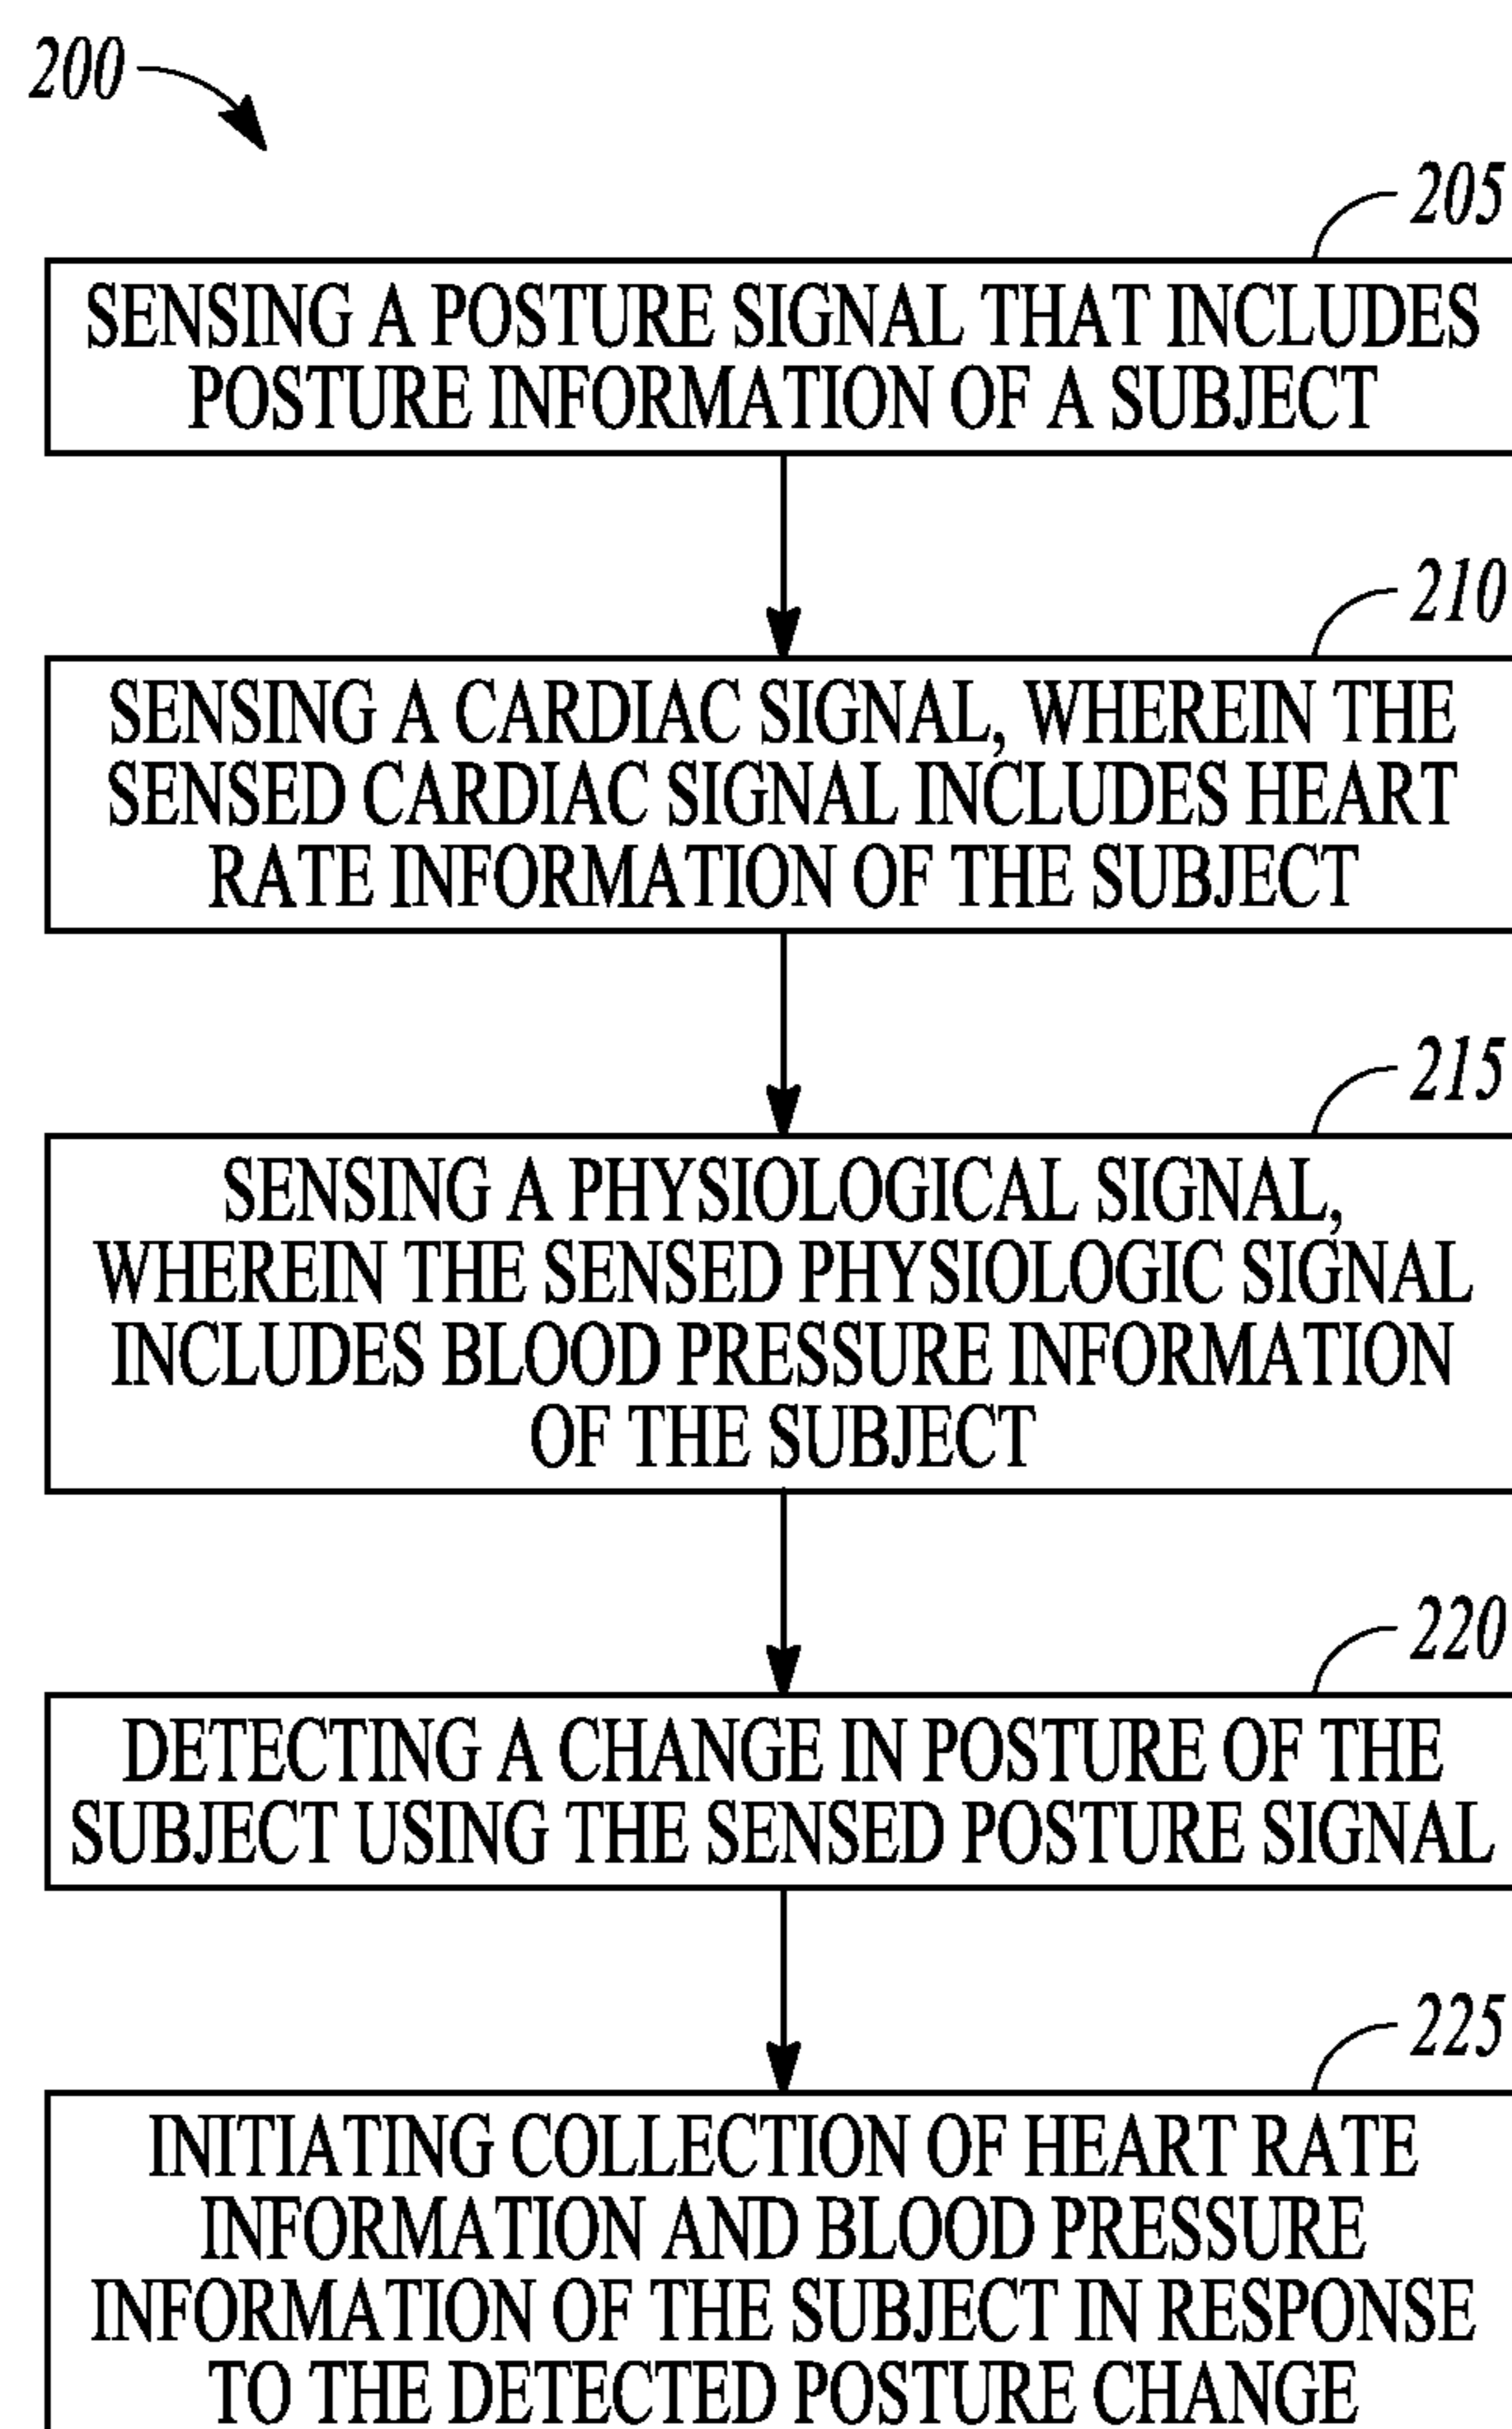 200
205
SENSING A POSTURE SIGNAL THAT INCLUDES
POSTURE INFORMATION OF A SUBJECT
210
SENSING A CARDIAC SIGNAL, WHEREIN THE
SENSED CARDIAC SIGNAL INCLUDES HEART
RATE INFORMATION OF THE SUBJECT
215
SENSING A PHYSIOLOGICAL SIGNAL,
WHEREIN THE SENSED PHYSIOLOGIC SIGNAL
INCLUDES BLOOD PRESSURE INFORMATION
OF THE SUBJECT
220
DETECTING A CHANGE IN POSTURE OF THE
SUBJECT USING THE SENSED POSTURE SIGNAL
225
INITIATING COLLECTION OF HEART RATE
INFORMATION AND BLOOD PRESSURE
INFORMATION OF THE SUBJECT IN RESPONSE
TO THE DETECTED POSTURE CHANGE